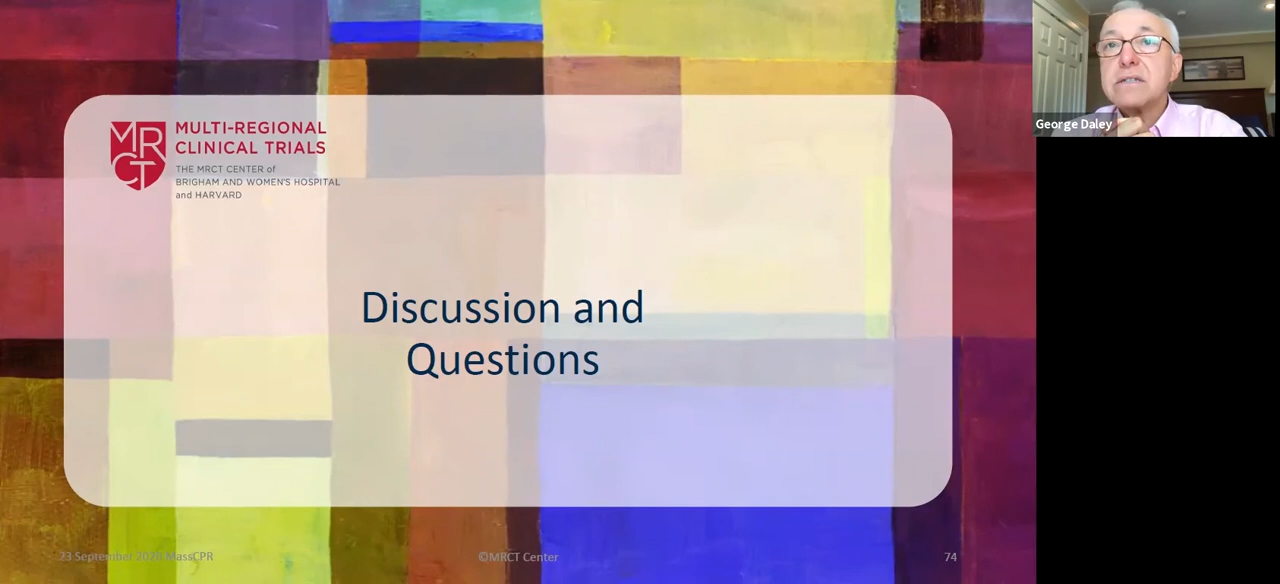 MRCT
MULTI-REGIONAL
CLINICAL TRIALS
THE MRCT CENTER of
BRIGHAM AND WOMEN'S HOSPITAL
and HARVARD
George Daley
Discussion and
Questions
23 September 2020 MassCPR
©MRCT Center
74